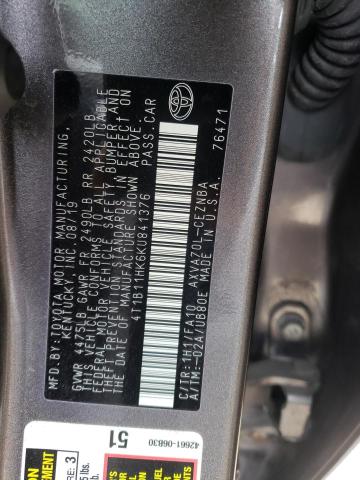 MFD.BY:TOYOTA MOTOR MANUFACTURING,
KENTUCKY,INC. 08/19
GVWR 4475LB GAWR FR 2490LB RR 2420LB
THIS VEHICLE CONFORMS TO ALL APPLICABLE
FEDERAL MOTOR VEHICLE SAFETY,BUMPER,AND
THEFT PREVENTION STANDARDS IN EFFECT ON
THE DATE OF MANUFACTURE SHOWN ABOVE.
4T1B11HK6KU841376 PASS.CAR
C/TR:1H1/FA10 AXVA70L-CEZNBA
A/TM:-02A/UB80E MADE IN U.S.A.
76471
TOYOTA
42661-06B30
51